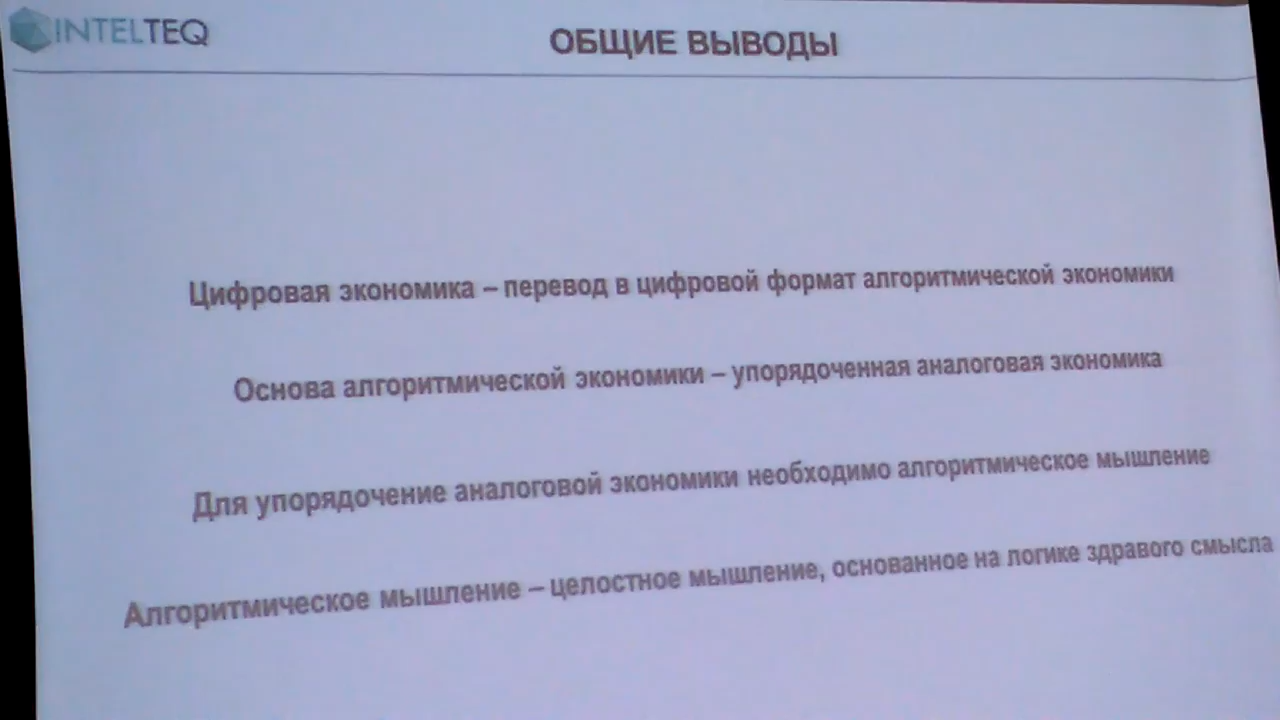 INTELTEQ
ОБЩИЕ ВЫВОДЫ
Цифровая экономика – перевод в цифровой формат алгоритмической экономики
Основа алгоритмической экономики – упорядоченная аналоговая экономика
Для упорядочение аналоговой экономики необходимо алгоритмическое мышление
Алгоритмическое мышление – целостное мышление, основанное на логике здравого смысла